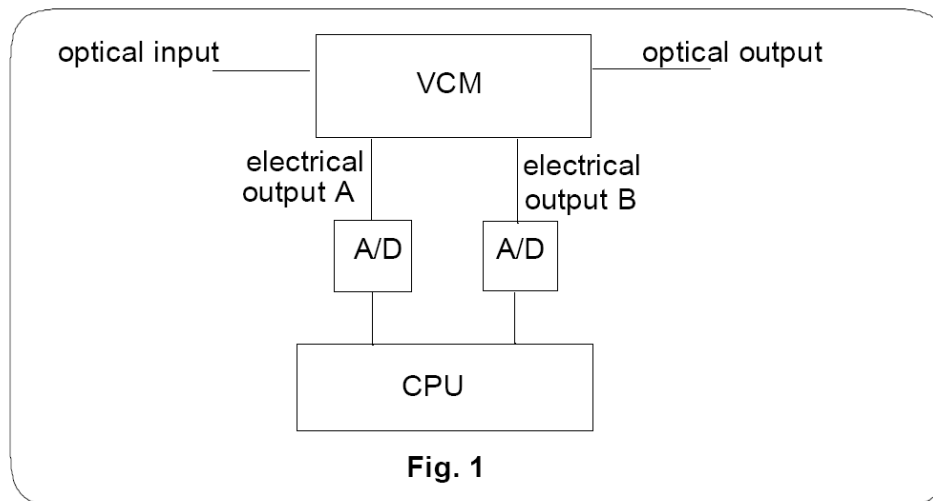 optical input
VCM
optical output
electrical
output A
electrical
output B
A/D
A/D
CPU
Fig. 1